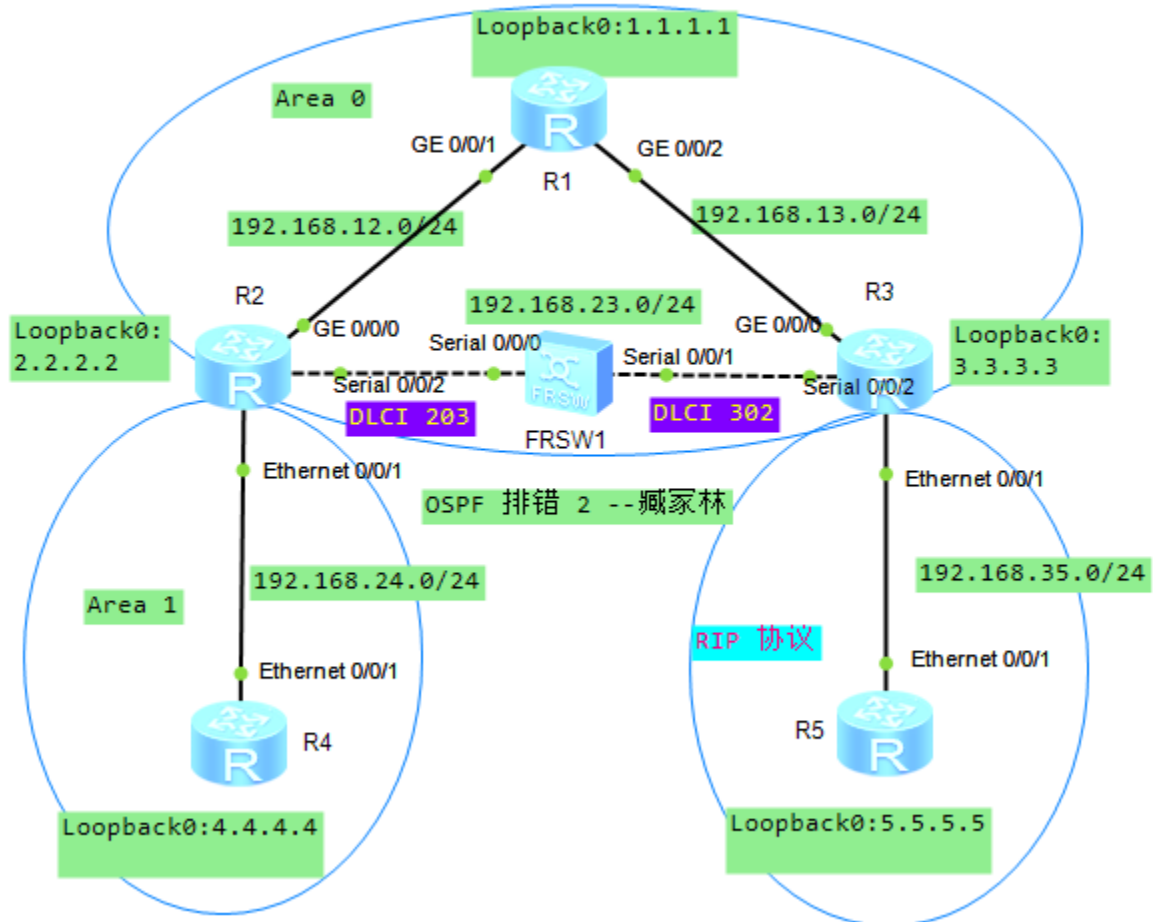 Loopback0:1.1.1.1
Area 0
GE 0/0/1
GE 0/0/2
R
R1
192.168.12.0/24
192.168.13.0/24
R2
192.168.23.0/24
R3
Loopback0:
2.2.2.2
GE 0/0/0
Serial 0/0/0
GE 0/0/0
Serial 0/0/1
Loopback0:
3.3.3.3
R
Serial 0/0/2
FRSW
Serial 0/0/2
R
DLCI 203
DLCI 302
FRSW1
Ethernet 0/0/1
Ethernet 0/0/1
OSPF 排错 2 --臧冢林
192.168.24.0/24
192.168.35.0/24
Area 1
RIP 协议
Ethernet 0/0/1
Ethernet 0/0/1
R
R4
R5
R
Loopback0:4.4.4.4
Loopback0:5.5.5.5